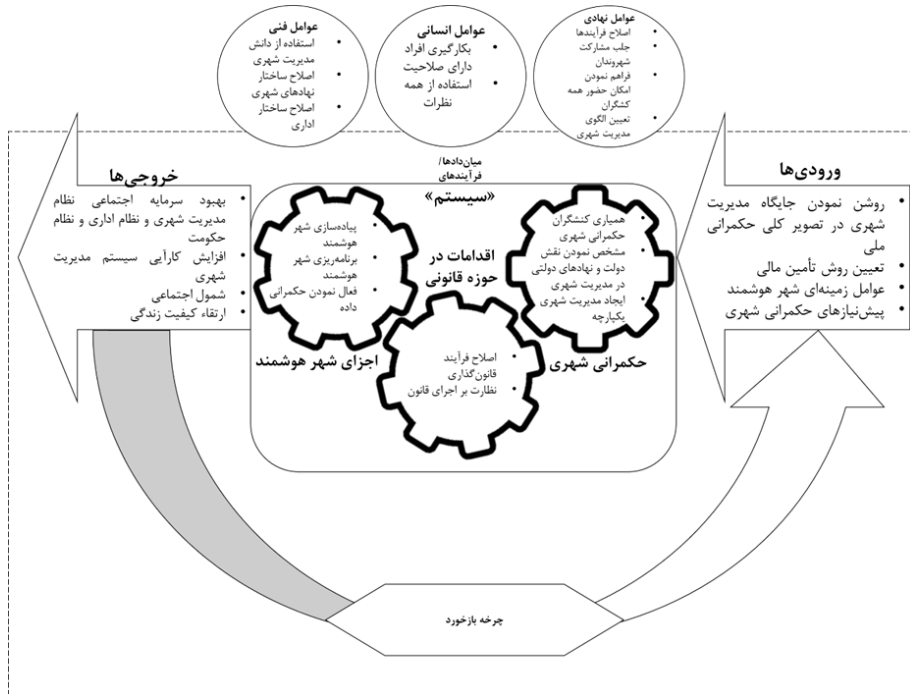 عوامل نهادی
• اصلاح فرآیندها
• جلب مشارکت
شهروندان
• فراهم نمودن
امکان حضور همه
کشگران
• تعیین الگوی
مدیریت شهری
عوامل انسانی
• بکارگیری افراد
دارای صلاحیت
• استفاده از همه
نظرات
عوامل فنی
• استفاده از دانش
مدیریت شهری
• اصلاح ساختار
نهادهای شهری
• اصلاح ساختار
اداری
ورودی‌ها
• روشن نمودن جایگاه مدیریت
شهری در تصویر کلی حکمرانی
ملی
• تعیین روش تأمین مالی
• عوامل زمینه‌ای شهر هوشمند
• پیش‌نیازهای حکمرانی شهری
میان‌دادها/
فرآیندهای
«سیستم»
• همیاری کنشگران
حکمرانی شهری
• مشخص نمودن نقش
دولت و نهادهای دولتی
در مدیریت شهری
• ایجاد مدیریت شهری
یکپارچه
حکمرانی شهری
اقدامات در
حوزه قانونی
• اصلاح فرآیند
قانون‌گذاری
• نظارت بر اجرای قانون
• پیاده‌سازی شهر
هوشمند
• برنامه‌ریزی شهر
هوشمند
• فعال نمودن حکمرانی
داده
اجزای شهر هوشمند
خروجی‌ها
• بهبود سرمایه اجتماعی نظام
مدیریت شهری و نظام اداری و نظام
حکومت
• افزایش کارآیی سیستم مدیریت
شهری
• شمول اجتماعی
• ارتقاء کیفیت زندگی
چرخه بازخورد